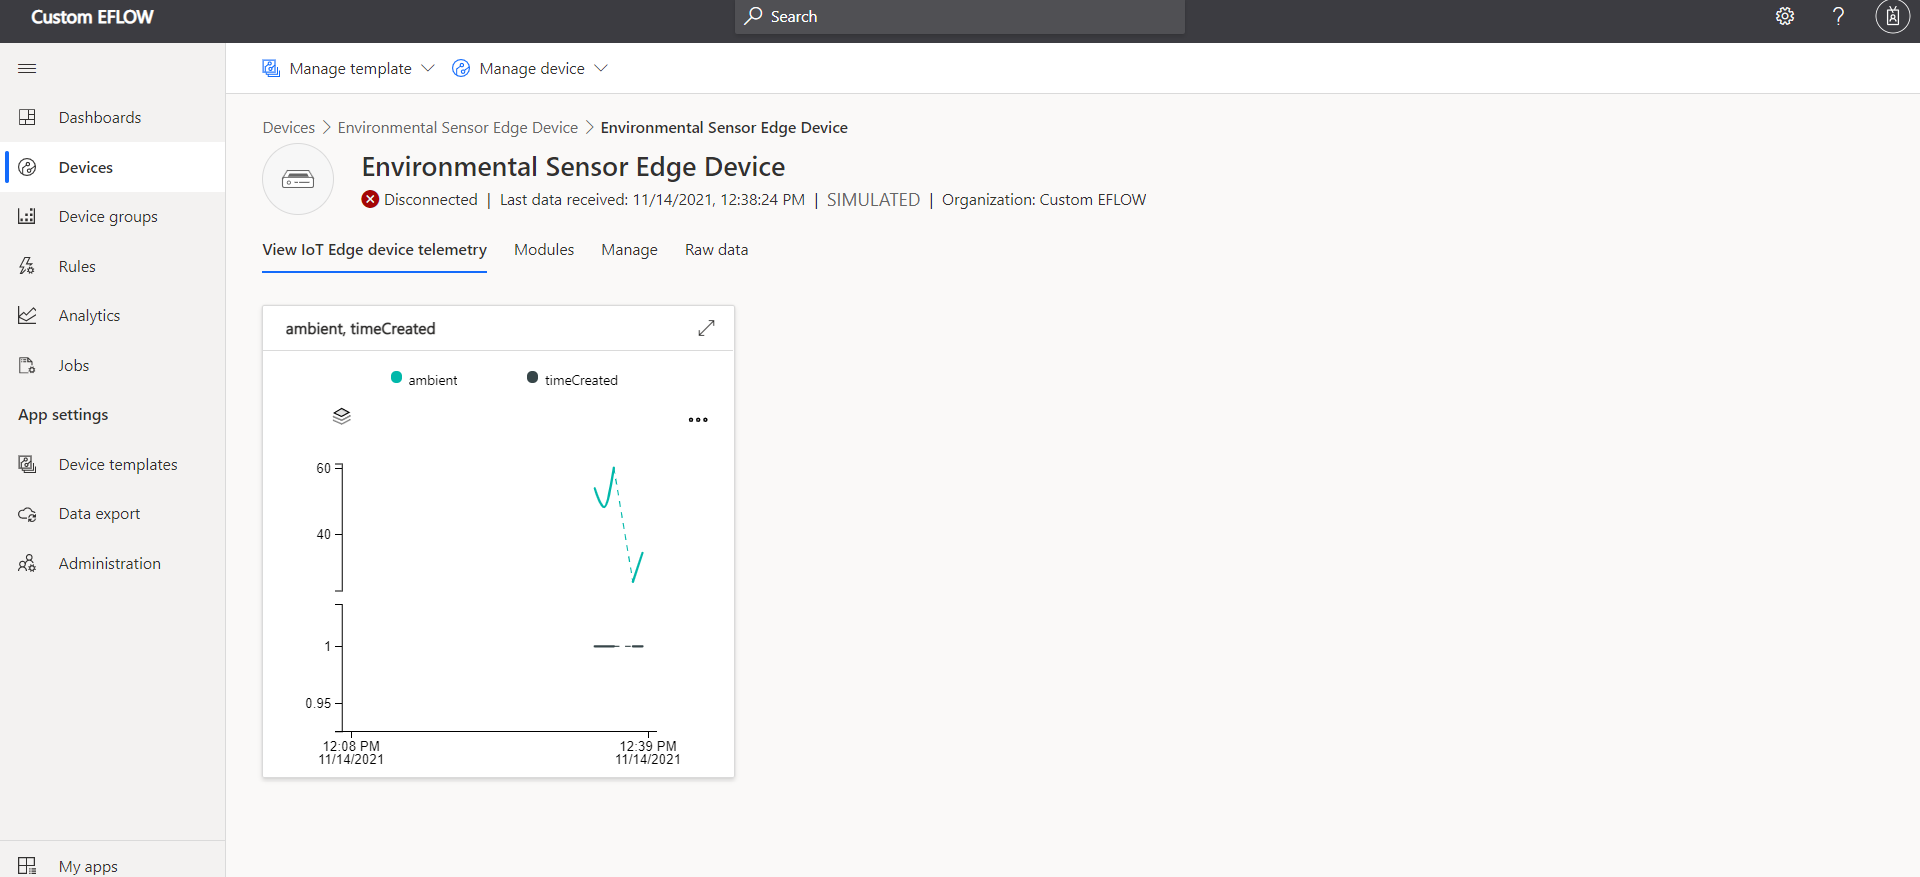 Custom EFLOW
Search
?
Manage template
Manage device
Dashboards
Devices
Device groups
Rules
Analytics
Jobs
App settings
Device templates
Data export
Administration
My apps
Devices > Environmental Sensor Edge Device > Environmental Sensor Edge Device
Environmental Sensor Edge Device
Disconnected | Last data received: 11/14/2021, 12:38:24 PM | SIMULATED | Organization: Custom EFLOW
View IoT Edge device telemetry
Modules
Manage
Raw data
ambient, timeCreated
ambient
timeCreated
60
40
1
0.95
12:08 PM
11/14/2021
12:39 PM
11/14/2021